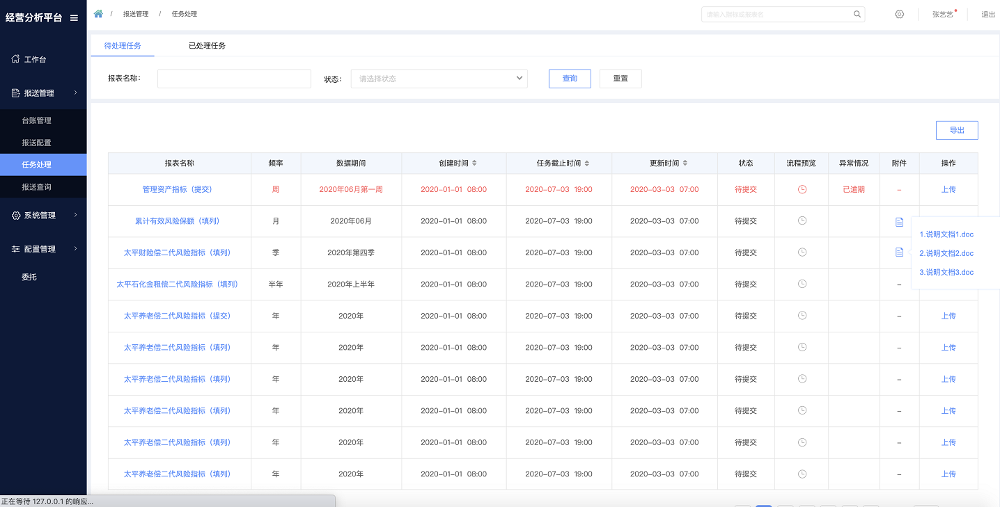 经营分析平台
/ 报送管理 / 任务处理
请输入指标或报表名
张艺艺
退出
工作台
报送管理
台账管理
报送配置
任务处理
报送查询
系统管理
配置管理
委托
待处理任务 已处理任务
报表名称: 状态: 请选择状态 查询 重置
导出
报表名称 频率 数据期间 创建时间 任务截止时间 更新时间 状态 流程预览 异常情况 附件 操作
管理资产指标（提交） 周 2020年06月第一周 2020-01-01 08:00 2020-07-03 19:00 2020-03-03 07:00 待提交 已逾期 – 上传
累计有效风险保额（填列） 月 2020年06月 2020-01-01 08:00 2020-07-03 19:00 2020-03-03 07:00 待提交
太平财险偿二代风险指标（填列） 季 2020年第四季 2020-01-01 08:00 2020-07-03 19:00 2020-03-03 07:00 待提交
太平石化金租偿二代风险指标（填列） 半年 2020年上半年 2020-01-01 08:00 2020-07-03 19:00 2020-03-03 07:00 待提交 –
1.说明文档1.doc
2.说明文档2.doc
3.说明文档3.doc
太平养老偿二代风险指标（提交） 年 2020年 2020-01-01 08:00 2020-07-03 19:00 2020-03-03 07:00 待提交 – 上传
太平养老偿二代风险指标（填列） 年 2020年 2020-01-01 08:00 2020-07-03 19:00 2020-03-03 07:00 待提交 – 上传
太平养老偿二代风险指标（填列） 年 2020年 2020-01-01 08:00 2020-07-03 19:00 2020-03-03 07:00 待提交 – 上传
太平养老偿二代风险指标（填列） 年 2020年 2020-01-01 08:00 2020-07-03 19:00 2020-03-03 07:00 待提交 – 上传
太平养老偿二代风险指标（填列） 年 2020年 2020-01-01 08:00 2020-07-03 19:00 2020-03-03 07:00 待提交 – 上传
太平养老偿二代风险指标（填列） 年 2020年 2020-01-01 08:00 2020-07-03 19:00 2020-03-03 07:00 待提交 – 上传
正在等待 127.0.0.1 的响应...